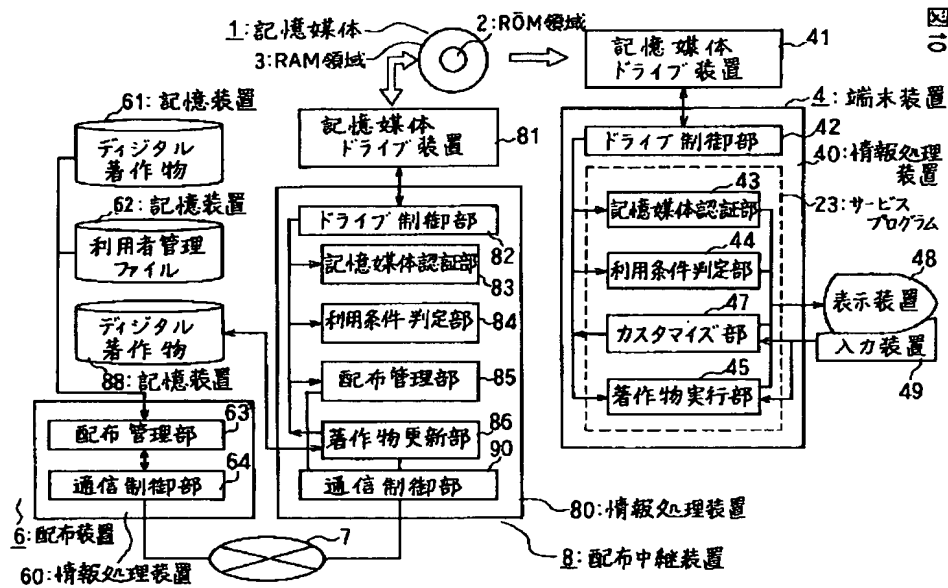 図10
1:記憶媒体
2:ROM領域
3:RAM領域
記憶媒体
ドライブ装置
41
61:記憶装置
ディジタル
著作物
62:記憶装置
利用者管理
ファイル
ディジタル
著作物
88:記憶装置
配布管理部
63
通信制御部
64
6:配布装置
60:情報処理装置
7
記憶媒体
ドライブ装置
81
ドライブ制御部
82
記憶媒体認証部
83
利用条件判定部
84
配布管理部
85
著作物更新部
86
通信制御部
90
80:情報処理装置
8:配布中継装置
4:端末装置
ドライブ制御部
42
40:情報処理
装置
43
記憶媒体認証部
23:サービス
プログラム
44
利用条件判定部
47
カスタマイズ部
45
著作物実行部
48
表示装置
入力装置
49